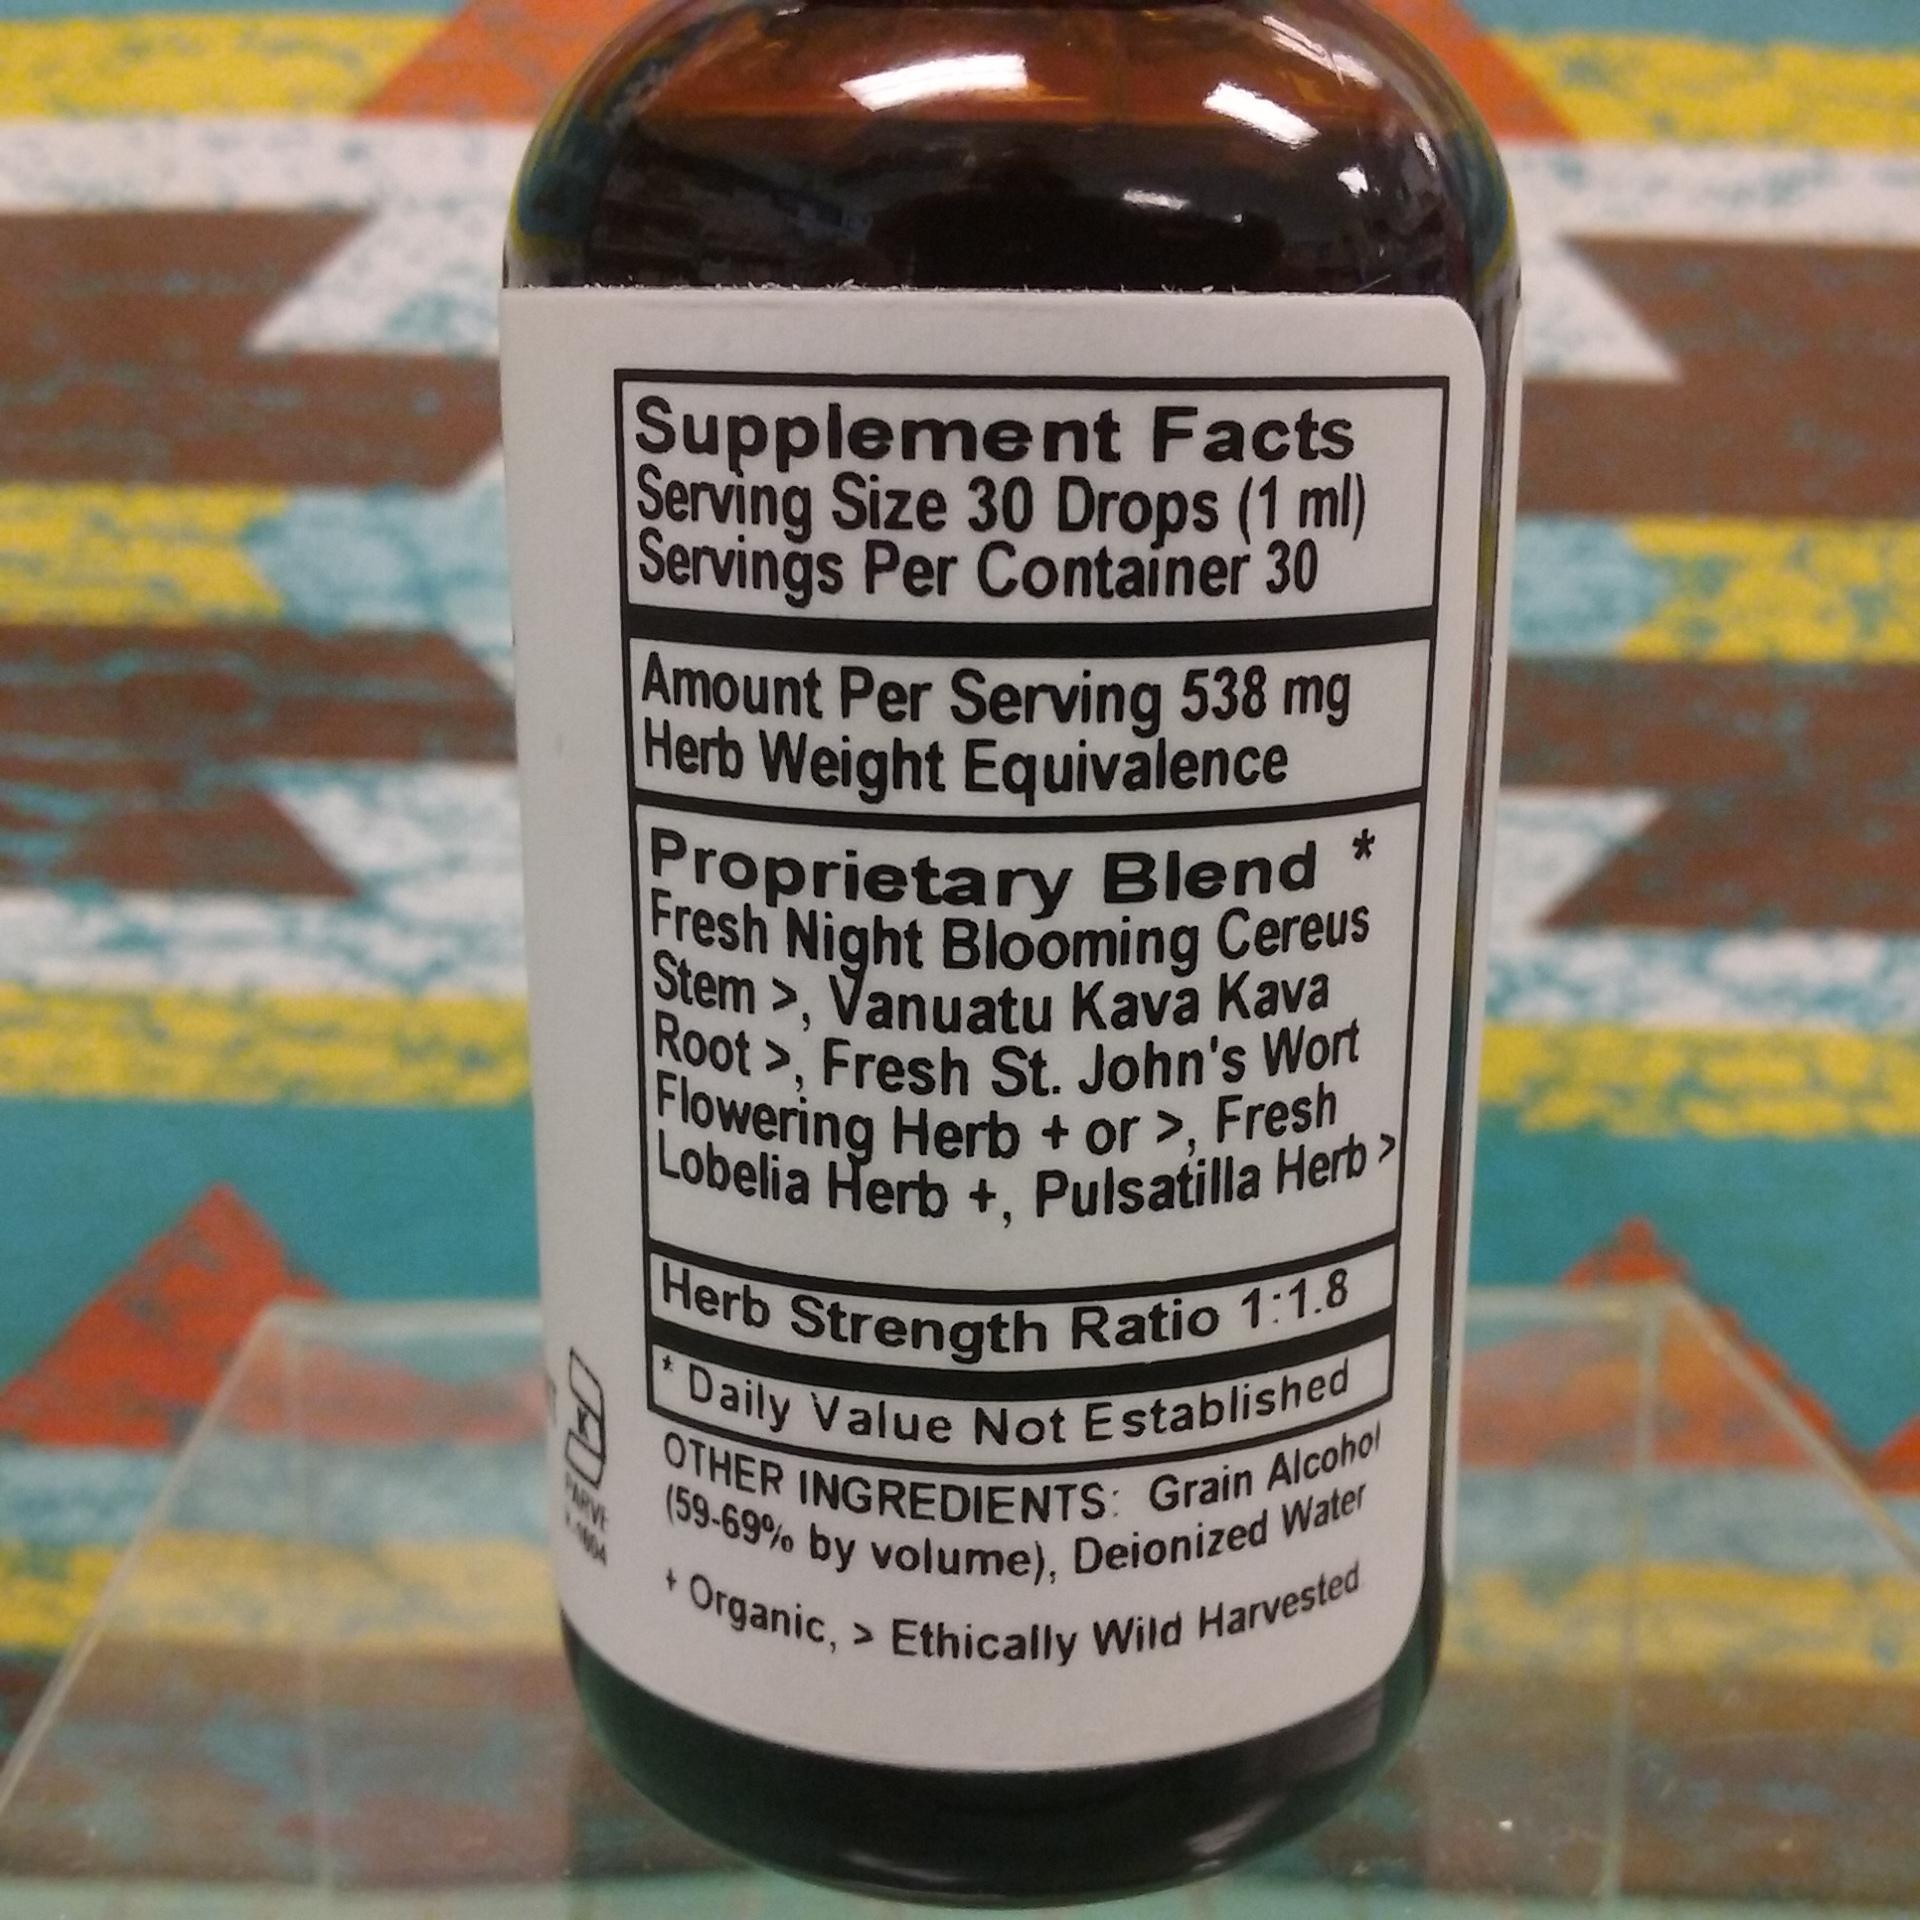 Supplement Facts
Serving Size 30 Drops (1 ml)
Servings Per Container 30
Amount Per Serving 538 mg
Herb Weight Equivalence
Proprietary Blend *
Fresh Night Blooming Cereus
Stem >, Vanuatu Kava Kava
Root >, Fresh St. John's Wort
Flowering Herb + or >, Fresh
Lobelia Herb +, Pulsatilla Herb >
Herb Strength Ratio 1:1.8
* Daily Value Not Established
OTHER INGREDIENTS: Grain Alcohol
(59-69% by volume), Deionized Water
+ Organic, > Ethically Wild Harvested
K
PARVE